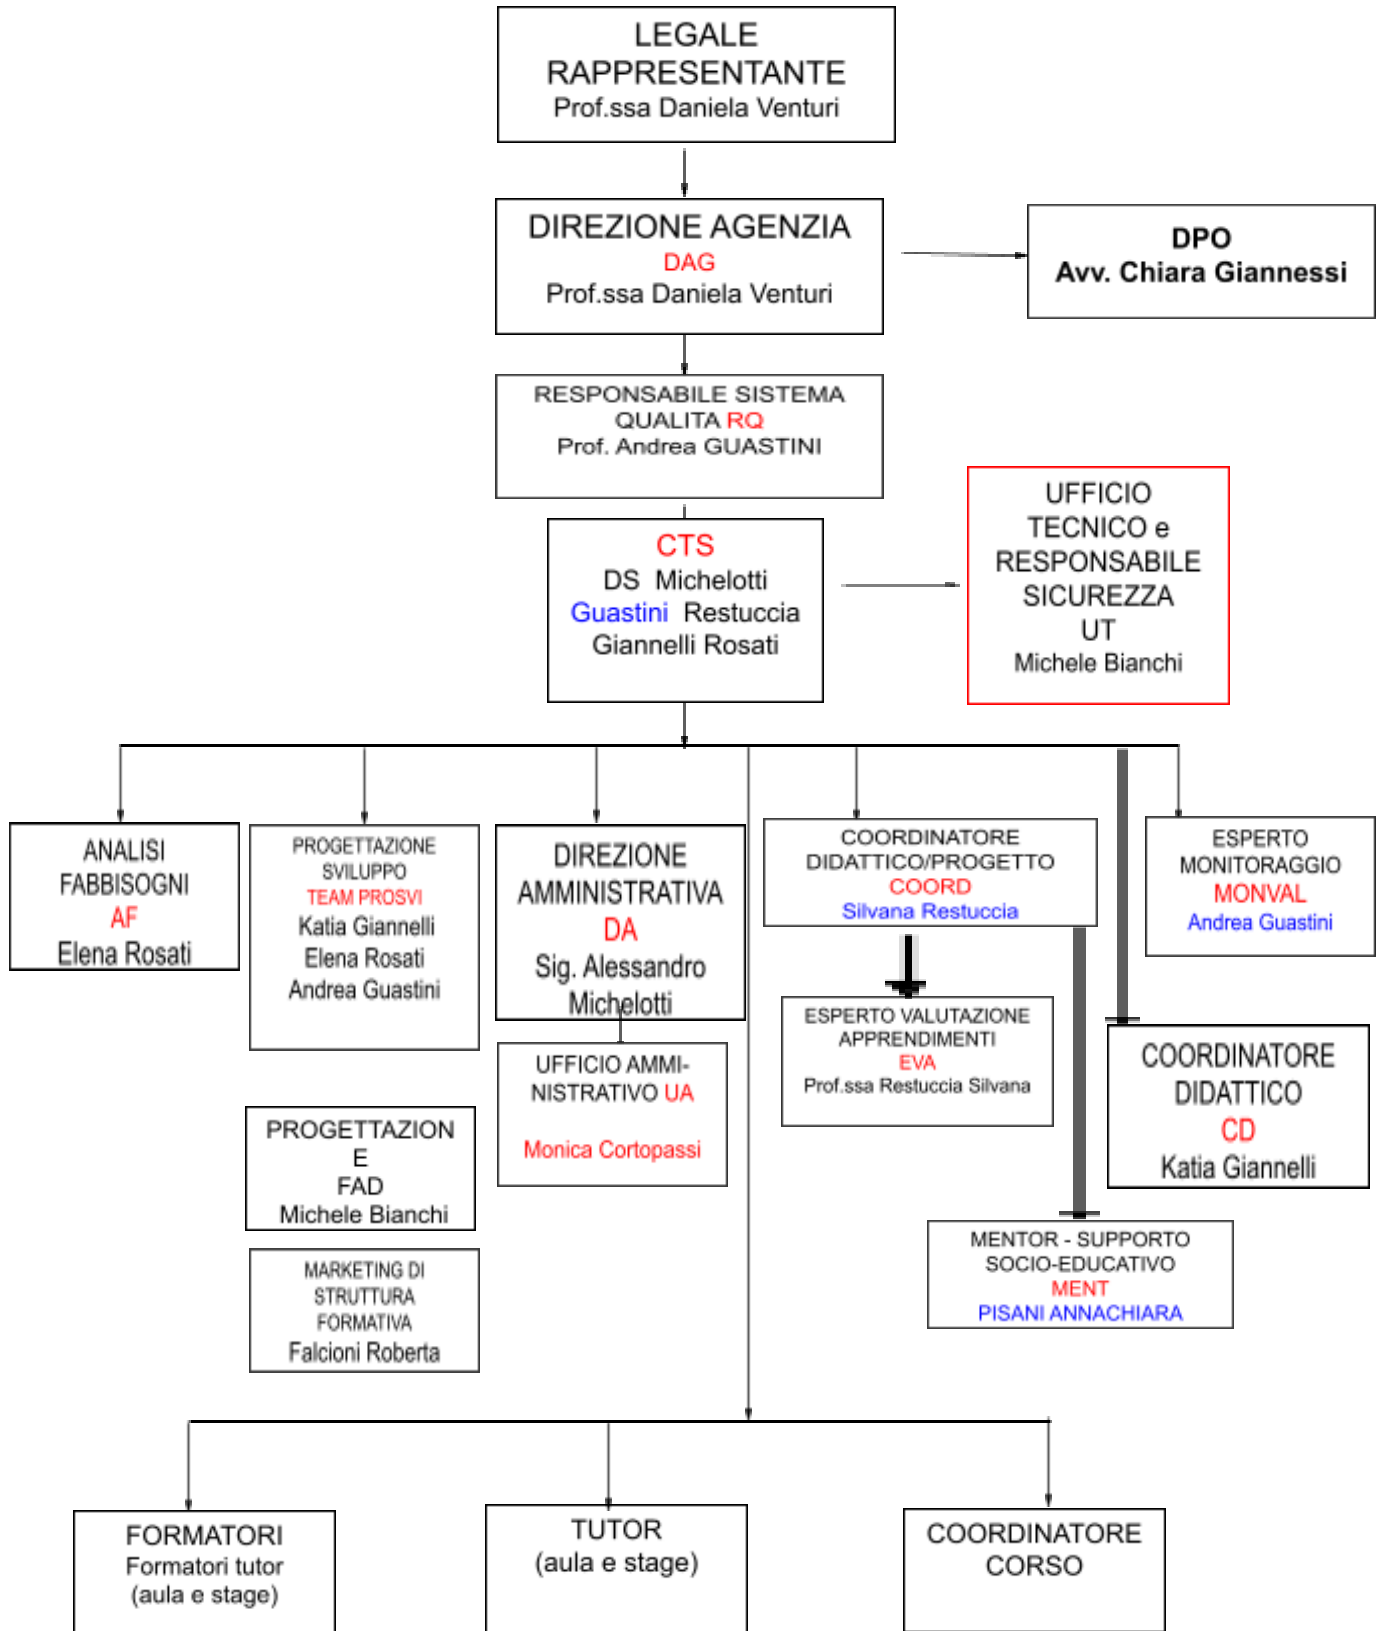 LEGALE
RAPPRESENTANTE
Prof.ssa Daniela Venturi
DIREZIONE AGENZIA
DAG
Prof.ssa Daniela Venturi
DPO
Avv. Chiara Giannessi
RESPONSABILE SISTEMA
QUALITA RQ
Prof. Andrea GUASTINI
CTS
DS Michelotti
Guastini Restuccia
Giannelli Rosati
UFFICIO
TECNICO e
RESPONSABILE
SICUREZZA
UT
Michele Bianchi
ANALISI
FABBISOGNI
AF
Elena Rosati
PROGETTAZIONE
SVILUPPO
TEAM PROSVI
Katia Giannelli
Elena Rosati
Andrea Guastini
DIREZIONE
AMMINISTRATIVA
DA
Sig. Alessandro
Michelotti
COORDINATORE
DIDATTICO/PROGETTO
COORD
Silvana Restuccia
ESPERTO
MONITORAGGIO
MONVAL
Andrea Guastini
UFFICIO AMMI-
NISTRATIVO UA
Monica Cortopassi
ESPERTO VALUTAZIONE
APPRENDIMENTI
EVA
Prof.ssa Restuccia Silvana
COORDINATORE
DIDATTICO
CD
Katia Giannelli
PROGETTAZION
E
FAD
Michele Bianchi
MENTOR - SUPPORTO
SOCIO-EDUCATIVO
MENT
PISANI ANNACHIARA
MARKETING DI
STRUTTURA
FORMATIVA
Falcioni Roberta
FORMATORI
Formatori tutor
(aula e stage)
TUTOR
(aula e stage)
COORDINATORE
CORSO